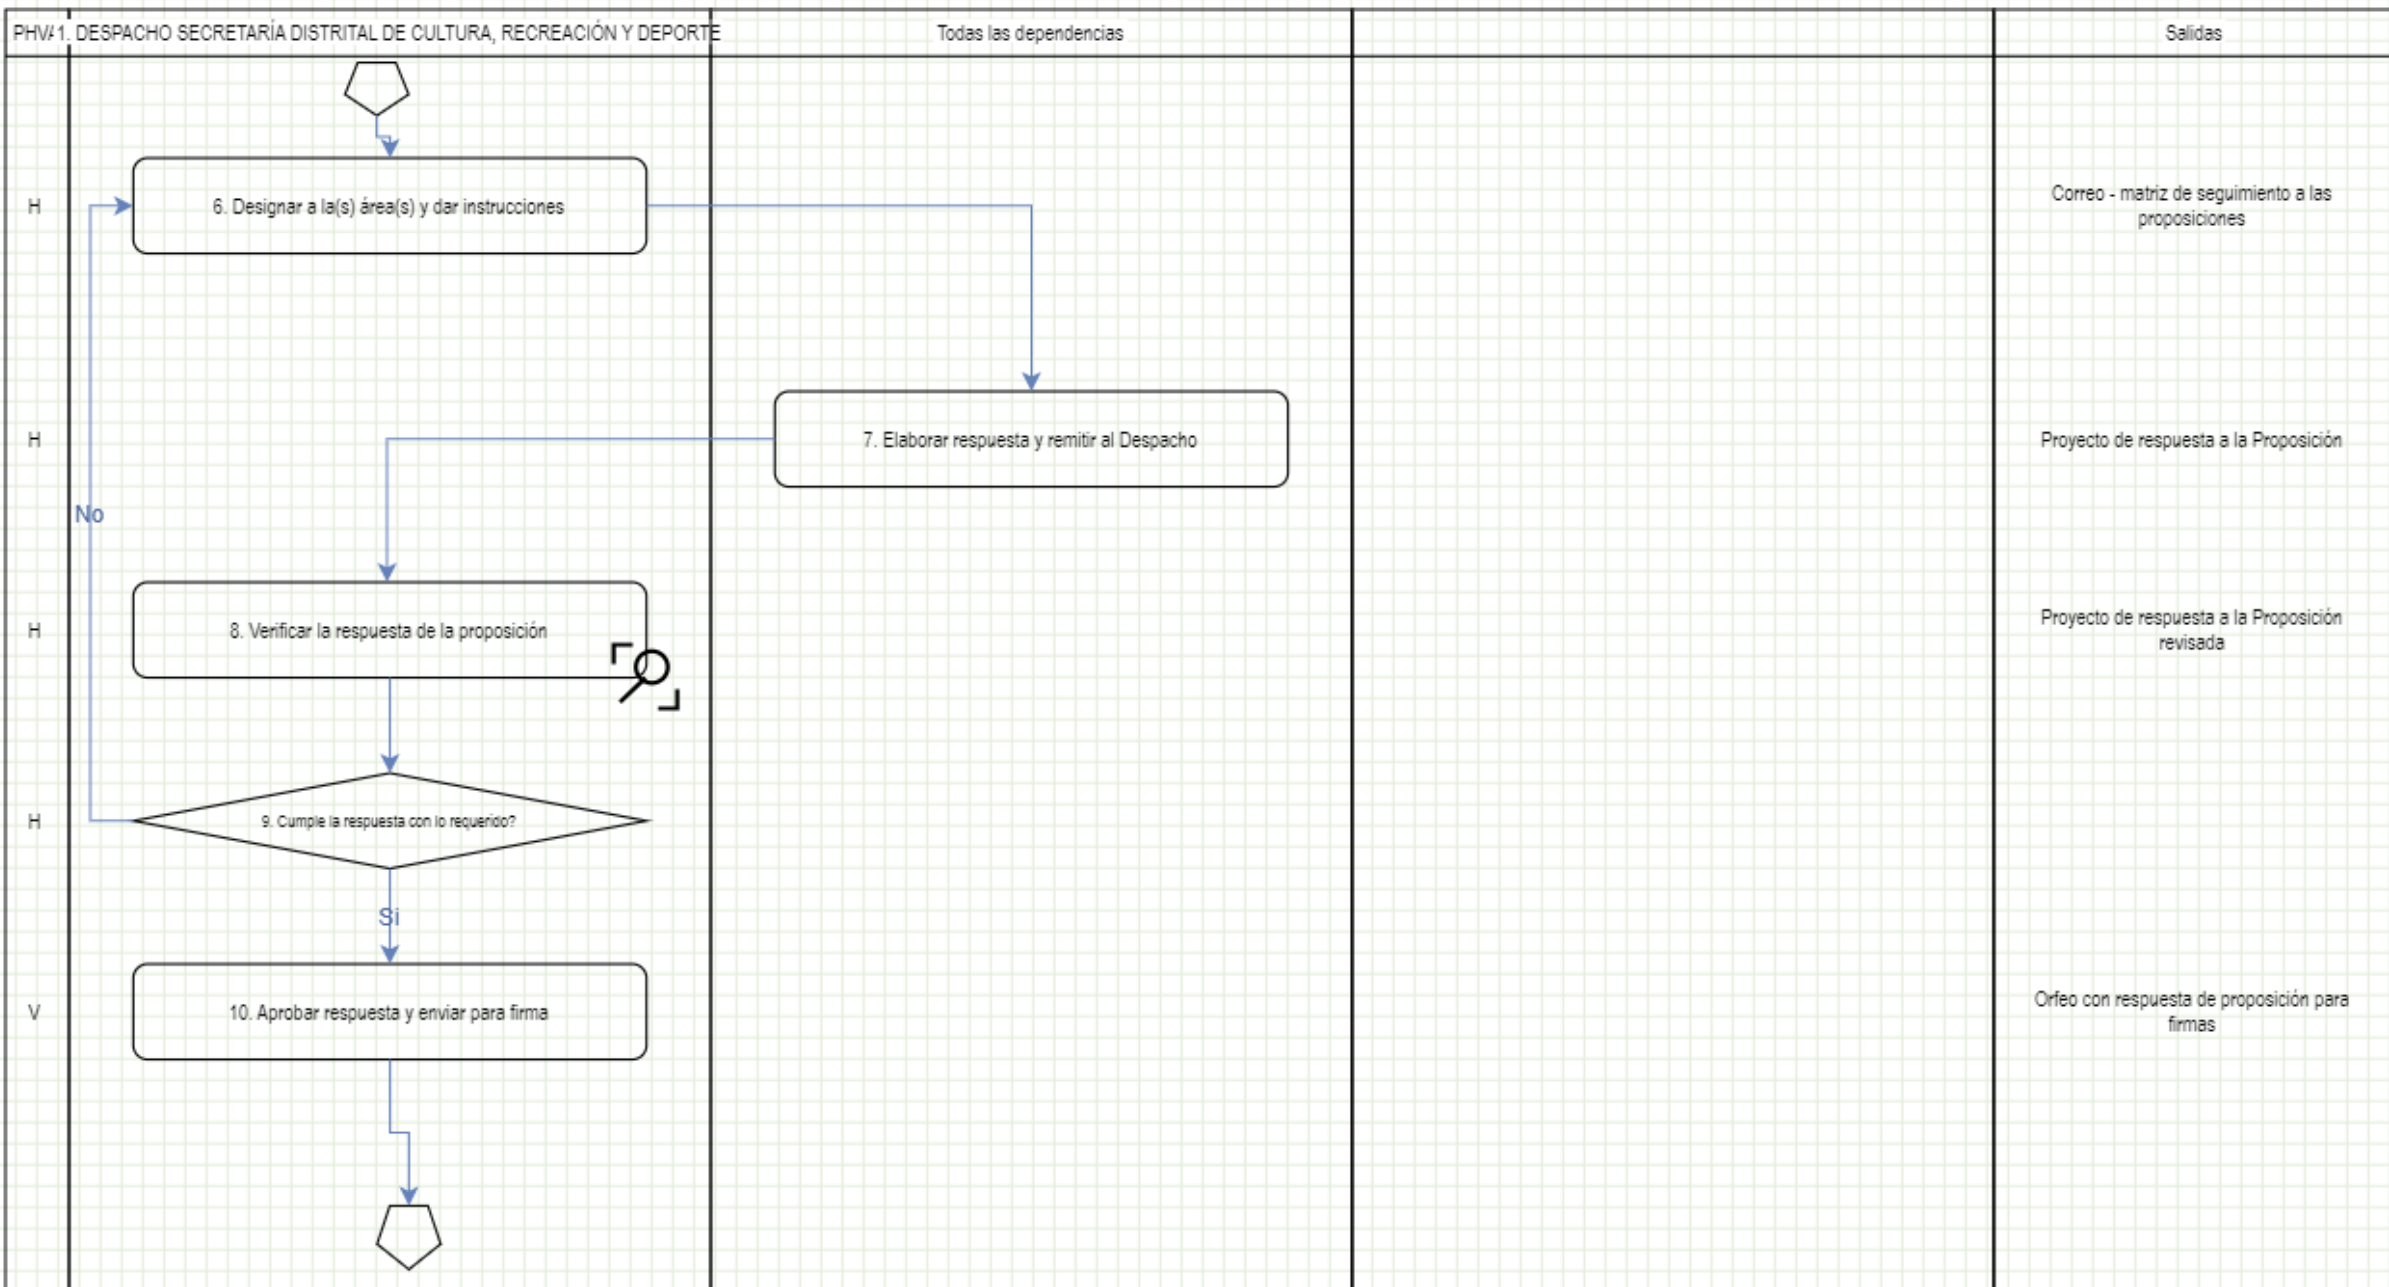 PHVA 1. DESPACHO SECRETARÍA DISTRITAL DE CULTURA, RECREACIÓN Y DEPORTE
Todas las dependencias
Salidas
H
6. Designar a la(s) área(s) y dar instrucciones
Correo - matriz de seguimiento a las
proposiciones
H
7. Elaborar respuesta y remitir al Despacho
Proyecto de respuesta a la Proposición
No
H
8. Verificar la respuesta de la proposición
Proyecto de respuesta a la Proposición
revisada
H
9. Cumple la respuesta con lo requerido?
Si
V
10. Aprobar respuesta y enviar para firma
Orfeo con respuesta de proposición para
firmas